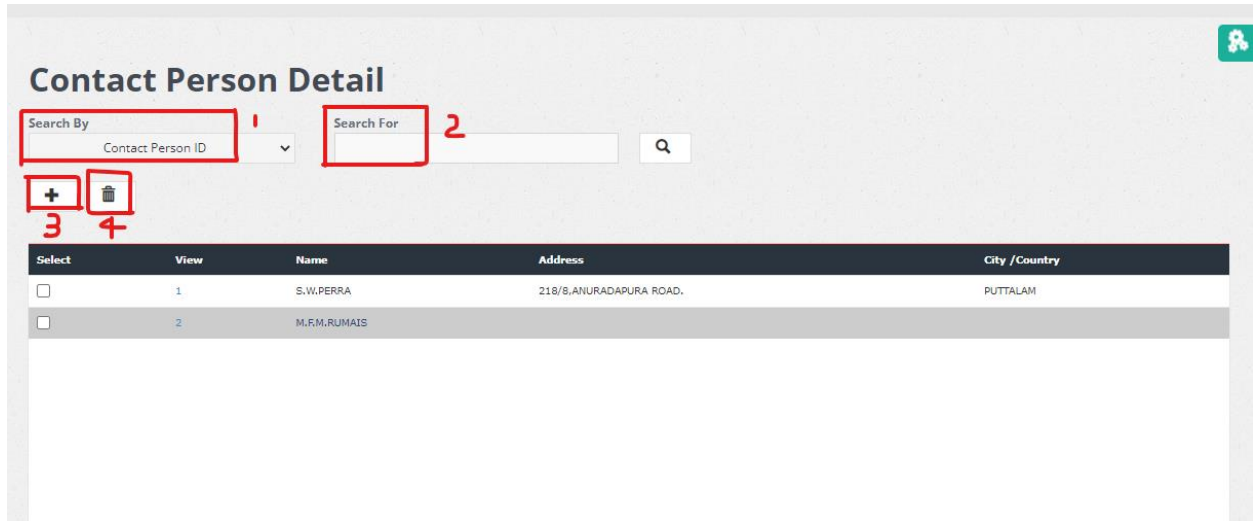 Contact Person Detail
Search By 1 Search For 2
Contact Person ID
3 4
Select View Name Address City /Country
1 S.W.PERRA 218/8,ANURADAPURA ROAD. PUTTALAM
2 M.F.M.RUMAIS